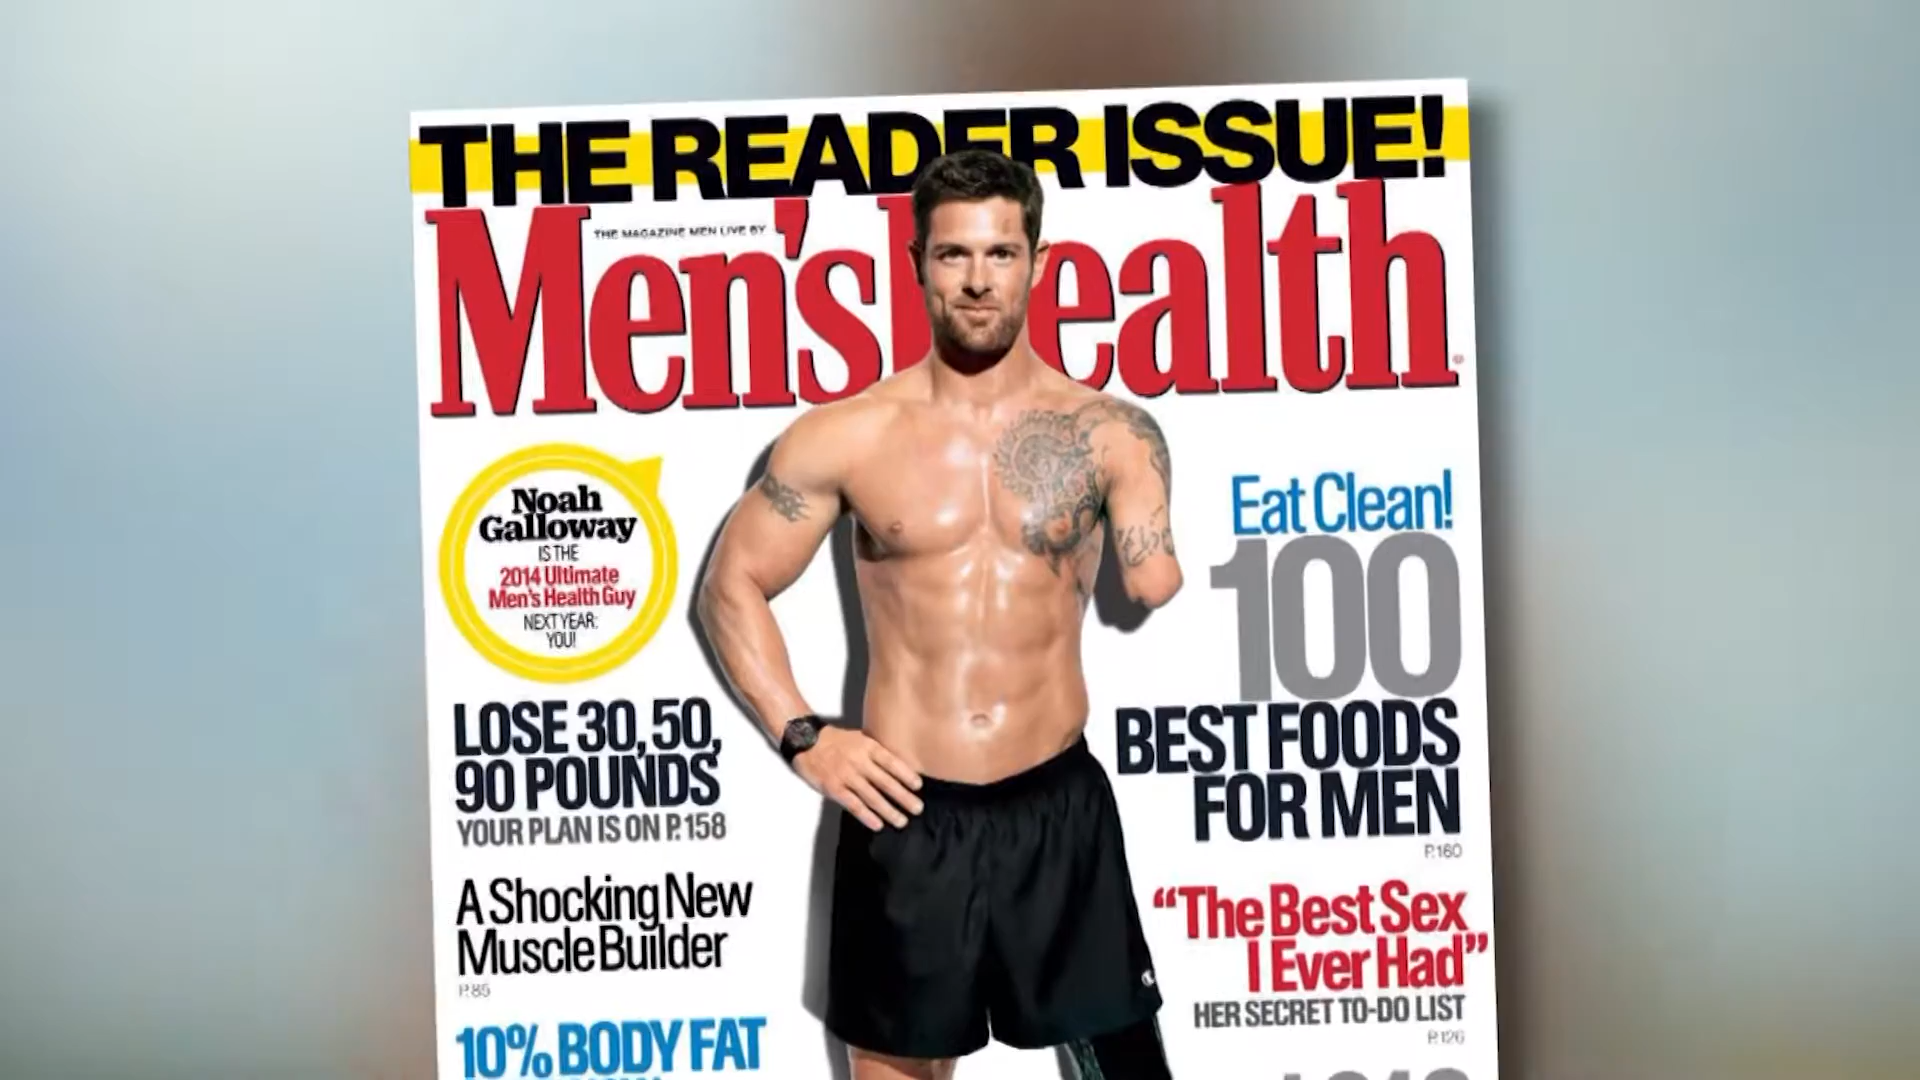 THE READER ISSUE!
THE MAGAZINE MEN LIVE BY
Men's Health
Noah
Galloway
IS THE
2014 Ultimate
Men's Health Guy
NEXT YEAR:
YOU!
LOSE 30, 50,
90 POUNDS
YOUR PLAN IS ON P.158
A Shocking New
Muscle Builder
P.85
10% BODY FAT
Eat Clean!
100
BEST FOODS
FOR MEN
P.160
“The Best Sex
I Ever Had”
HER SECRET TO-DO LIST
P.126